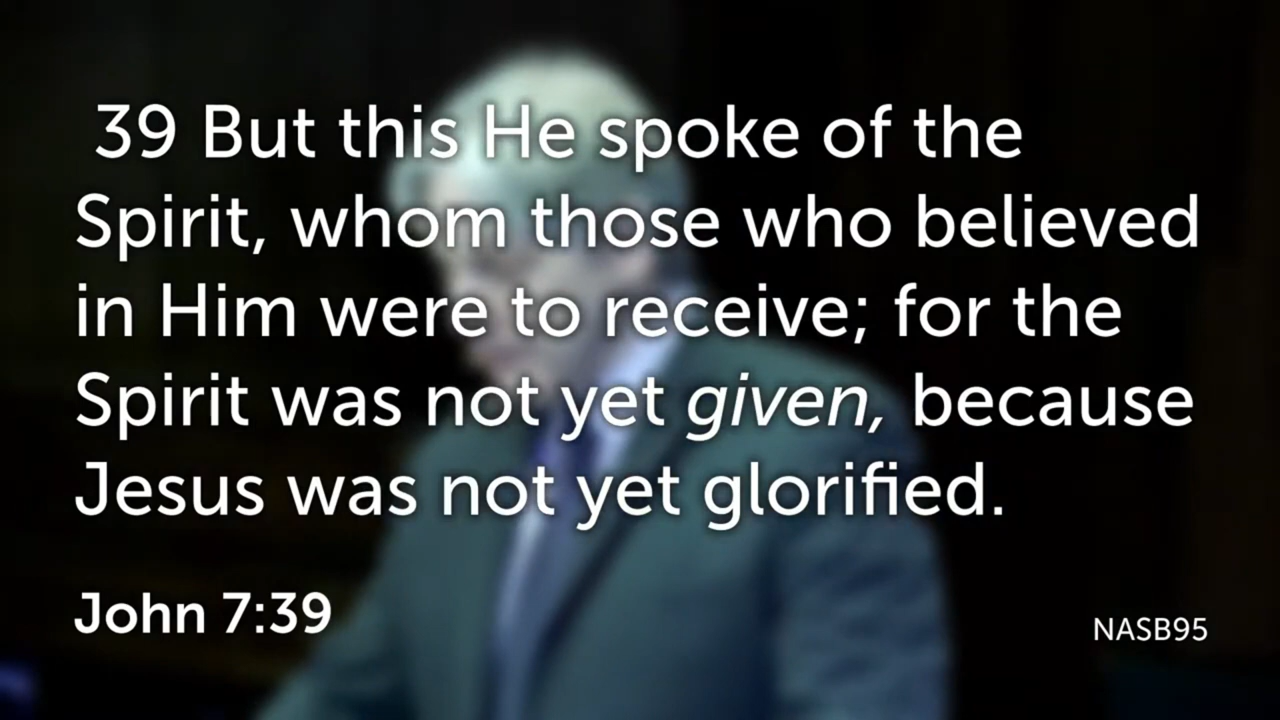 39 But this He spoke of the
Spirit, whom those who believed
in Him were to receive; for the
Spirit was not yet given, because
Jesus was not yet glorified.
John 7:39
NASB95